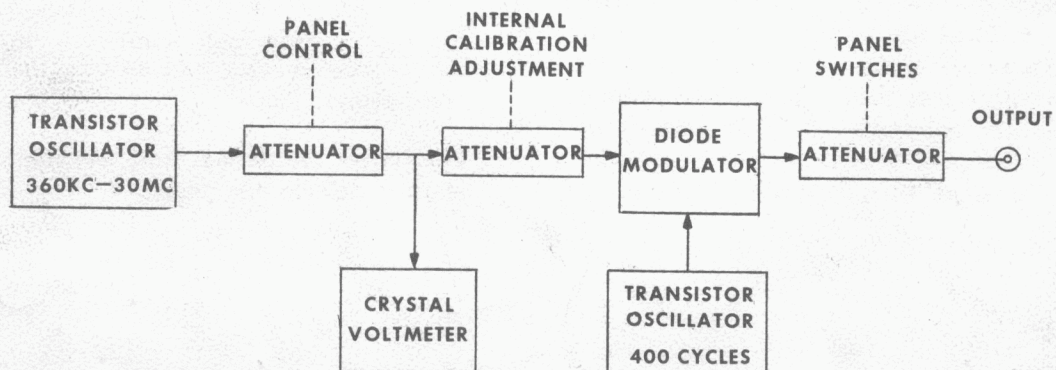 PANEL
CONTROL
INTERNAL
CALIBRATION
ADJUSTMENT
PANEL
SWITCHES
OUTPUT
TRANSISTOR
OSCILLATOR
360KC—30MC
ATTENUATOR
ATTENUATOR
DIODE
MODULATOR
ATTENUATOR
CRYSTAL
VOLTMETER
TRANSISTOR
OSCILLATOR
400 CYCLES